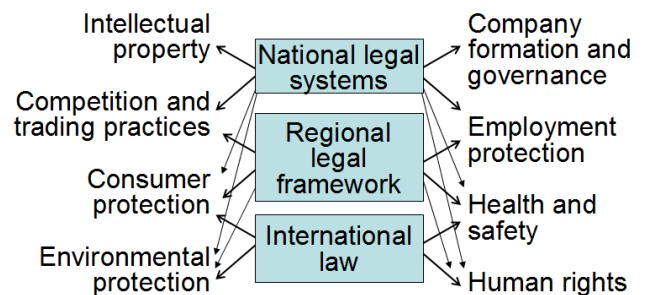 Intellectual
property
Competition and
trading practices
Consumer
protection
Environmental
protection
National legal
systems
Regional
legal
framework
International
law
Company
formation and
governance
Employment
protection
Health and
safety
Human rights